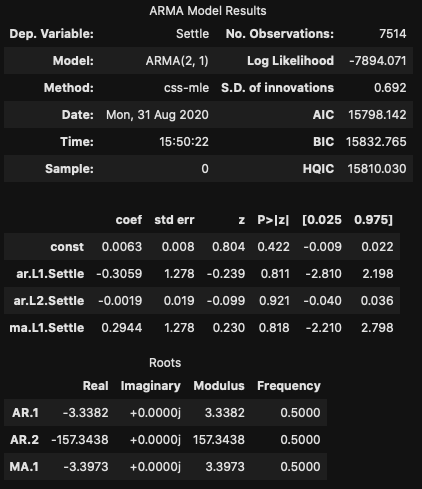 ARMA Model Results
Dep. Variable: Settle No. Observations: 7514
Model: ARMA(2, 1) Log Likelihood -7894.071
Method: css-mle S.D. of innovations 0.692
Date: Mon, 31 Aug 2020 AIC 15798.142
Time: 15:50:22 BIC 15832.765
Sample: 0 HQIC 15810.030
coef std err z P>|z| [0.025 0.975]
const 0.0063 0.008 0.804 0.422 -0.009 0.022
ar.L1.Settle -0.3059 1.278 -0.239 0.811 -2.810 2.198
ar.L2.Settle -0.0019 0.019 -0.099 0.921 -0.040 0.036
ma.L1.Settle 0.2944 1.278 0.230 0.818 -2.210 2.798
Roots
Real Imaginary Modulus Frequency
AR.1 -3.3382 +0.0000j 3.3382 0.5000
AR.2 -157.3438 +0.0000j 157.3438 0.5000
MA.1 -3.3973 +0.0000j 3.3973 0.5000